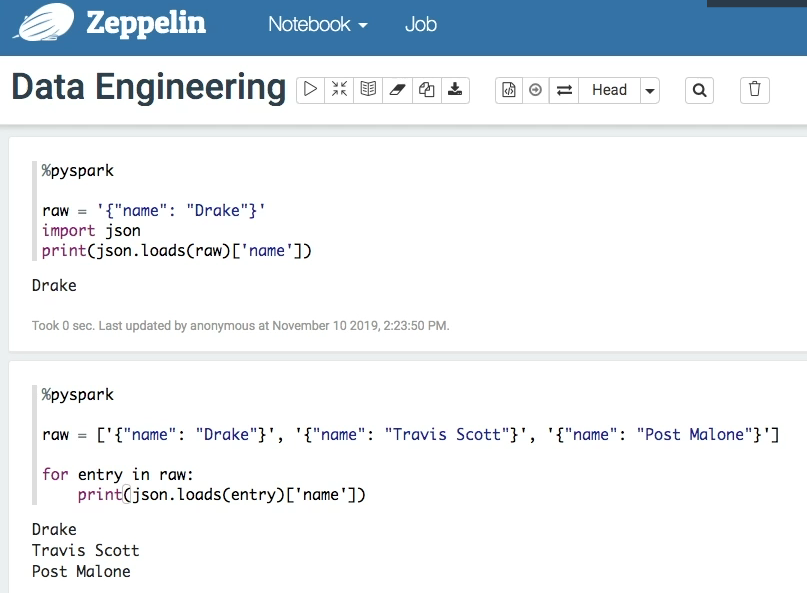 Zeppelin Notebook Job
Data Engineering Head
%pyspark
raw = '{"name": "Drake"}'
import json
print(json.loads(raw)['name'])
Drake
Took 0 sec. Last updated by anonymous at November 10 2019, 2:23:50 PM.
%pyspark
raw = ['{"name": "Drake"}', '{"name": "Travis Scott"}', '{"name": "Post Malone"}']
for entry in raw:
    print(json.loads(entry)['name'])
Drake
Travis Scott
Post Malone